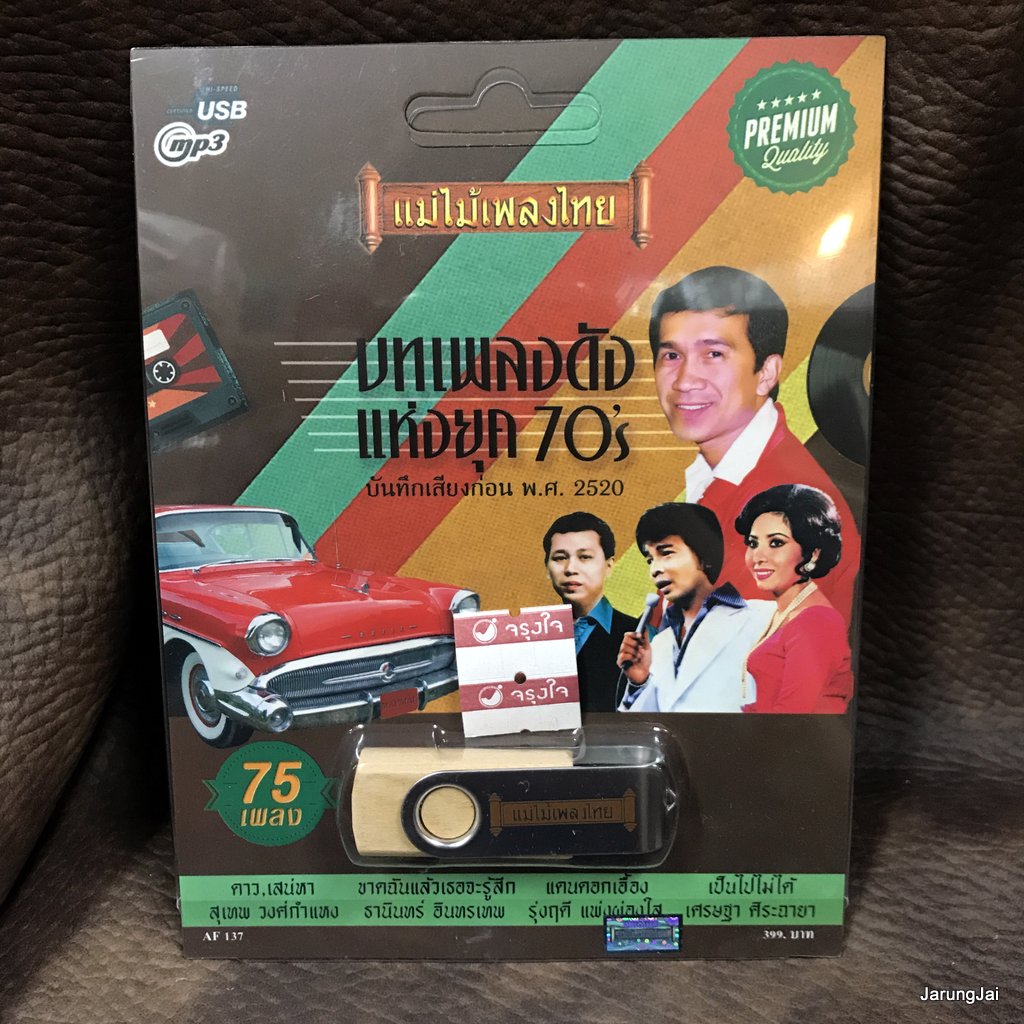 HI-SPEED
CERTIFIED USB
mp3
PREMIUM
Quality
แม่ไม้เพลงไทย
บทเพลงดัง
แห่งยุค 70's
บันทึกเสียงก่อน พ.ศ. 2520
จรุงใจ
จรุงใจ
75
เพลง
แม่ไม้เพลงไทย
ดาว,เสน่หา ขาดฉันแล้วเธอจะรู้สึก แดนดอกเอื้อง เป็นไปไม่ได้
สุเทพ วงศ์กำแหง ธานินทร์ อินทรเทพ รุ่งฤดี แพ่งผ่องใส เศรษฐา ศิระฉายา
AF 137
399. บาท
JarungJai